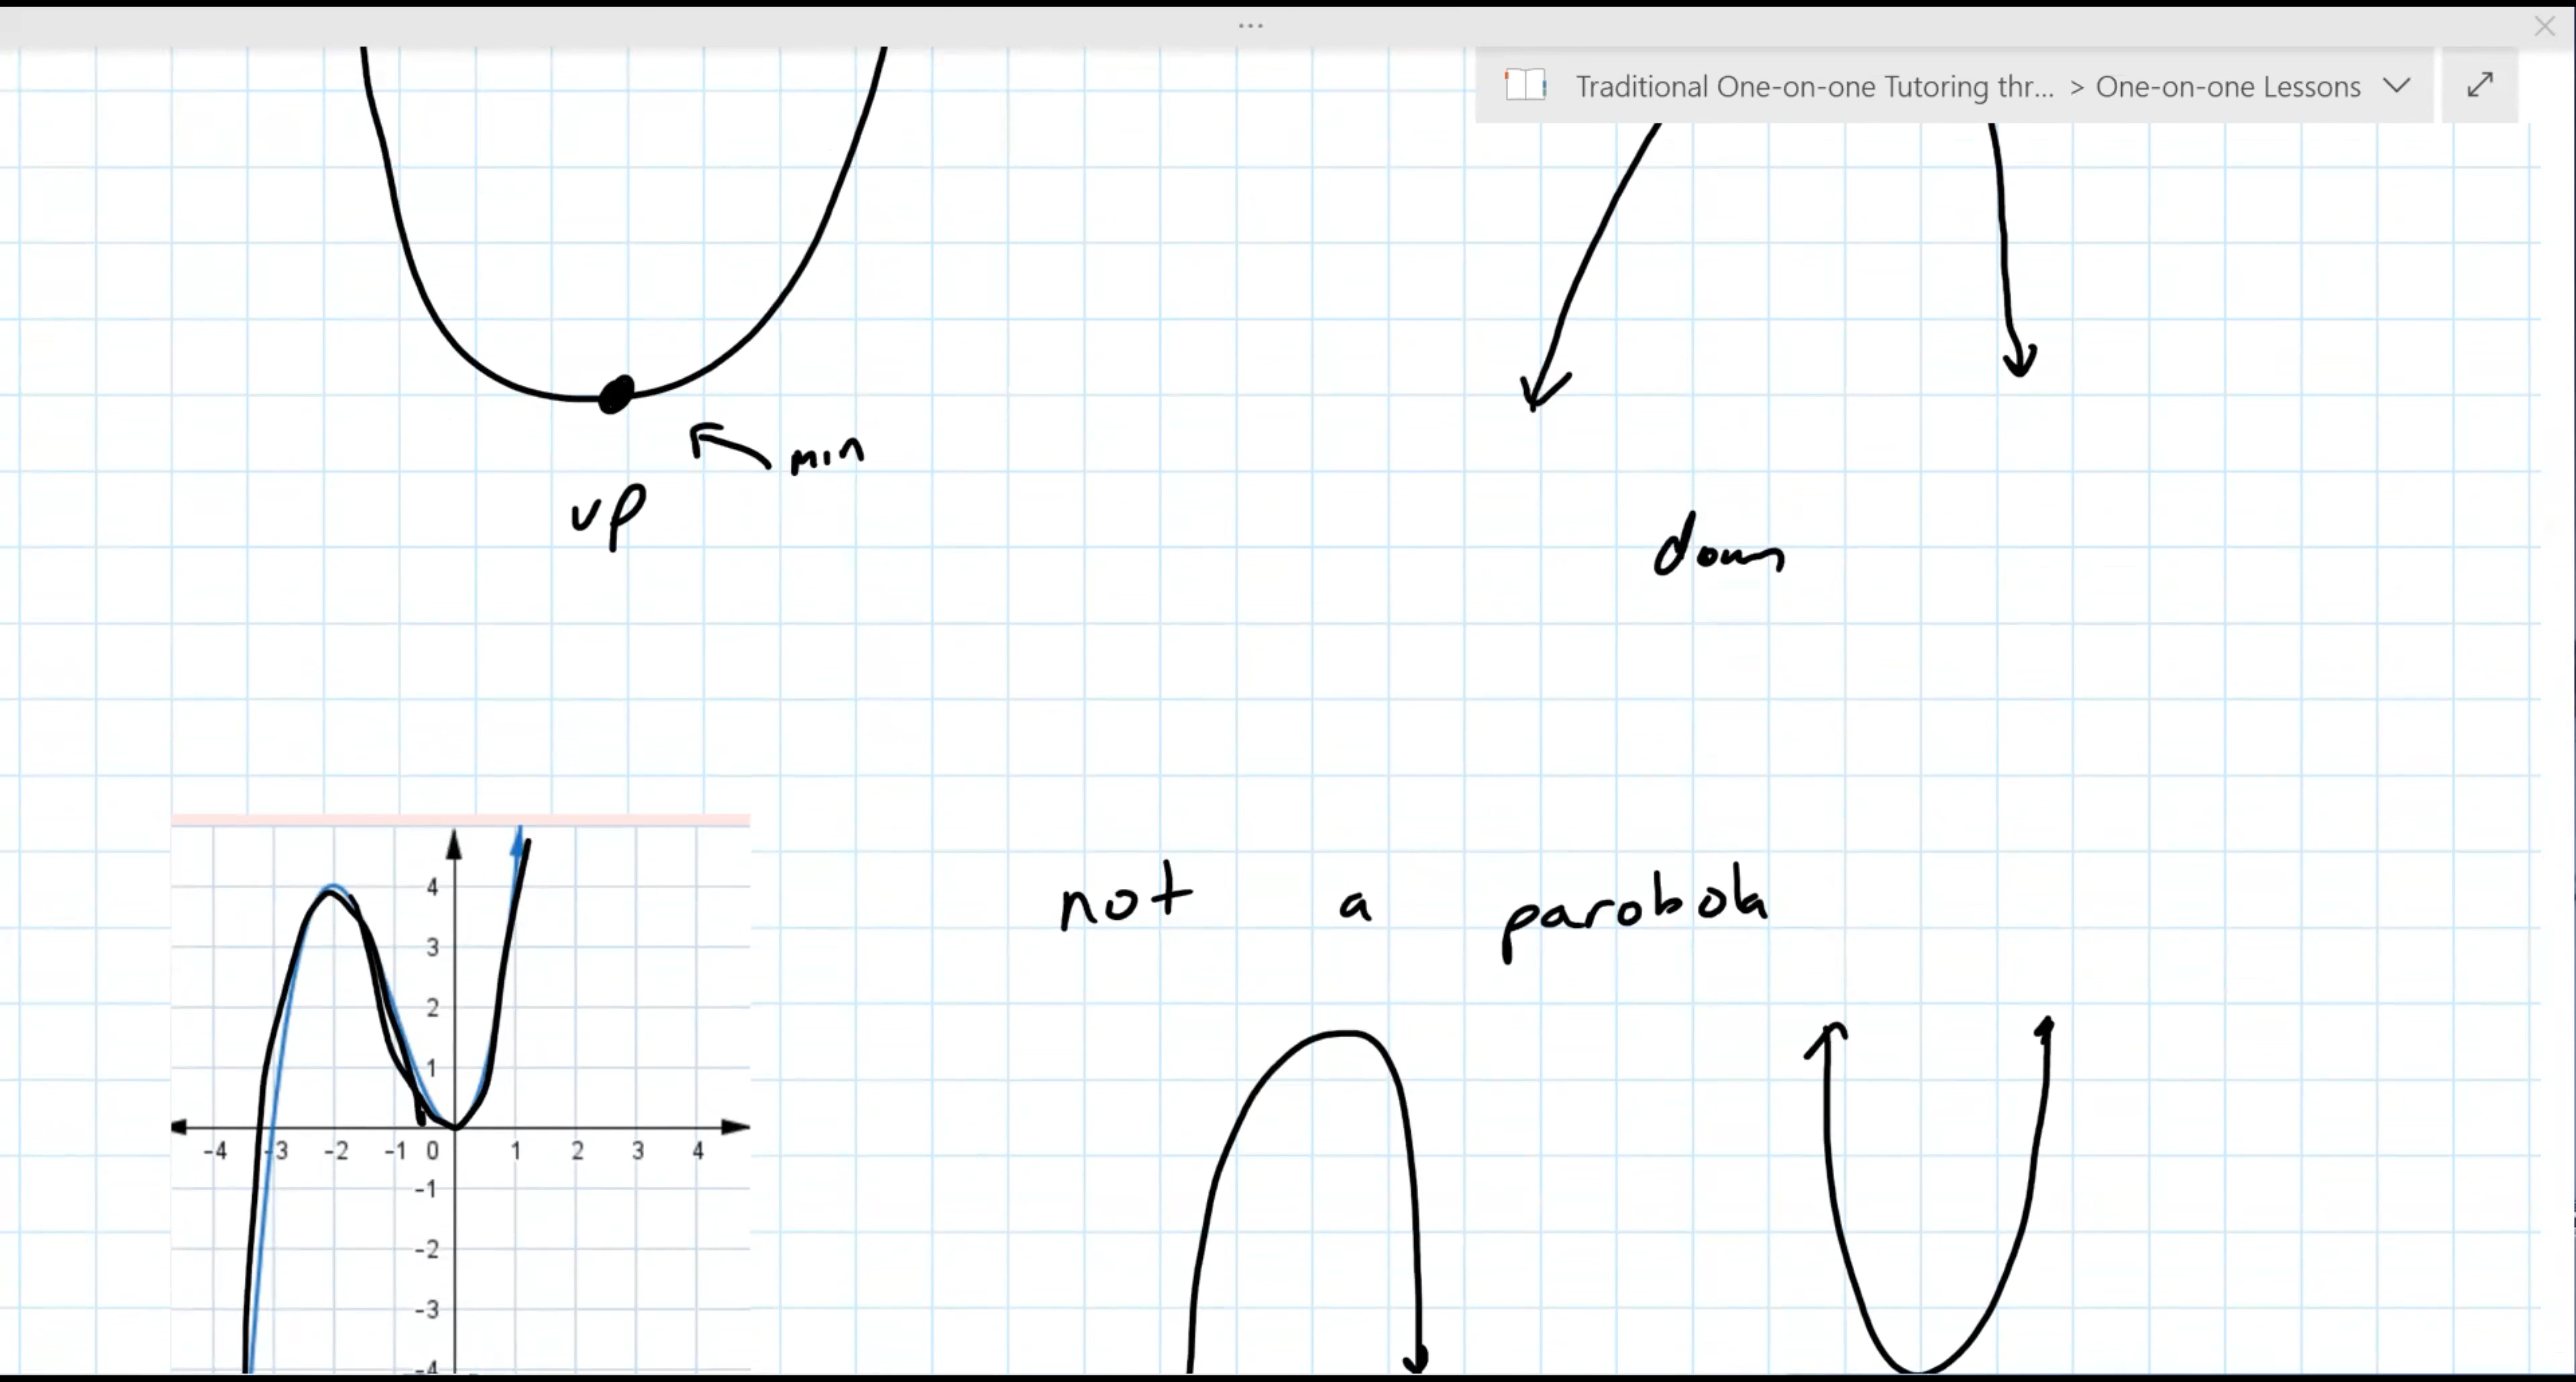 ...
Traditional One-on-one Tutoring thr... > One-on-one Lessons
min
up
down
not a parobola
4
3
2
1
-4 -3 -2 -1 0 1 2 3 4
-1
-2
-3
-4